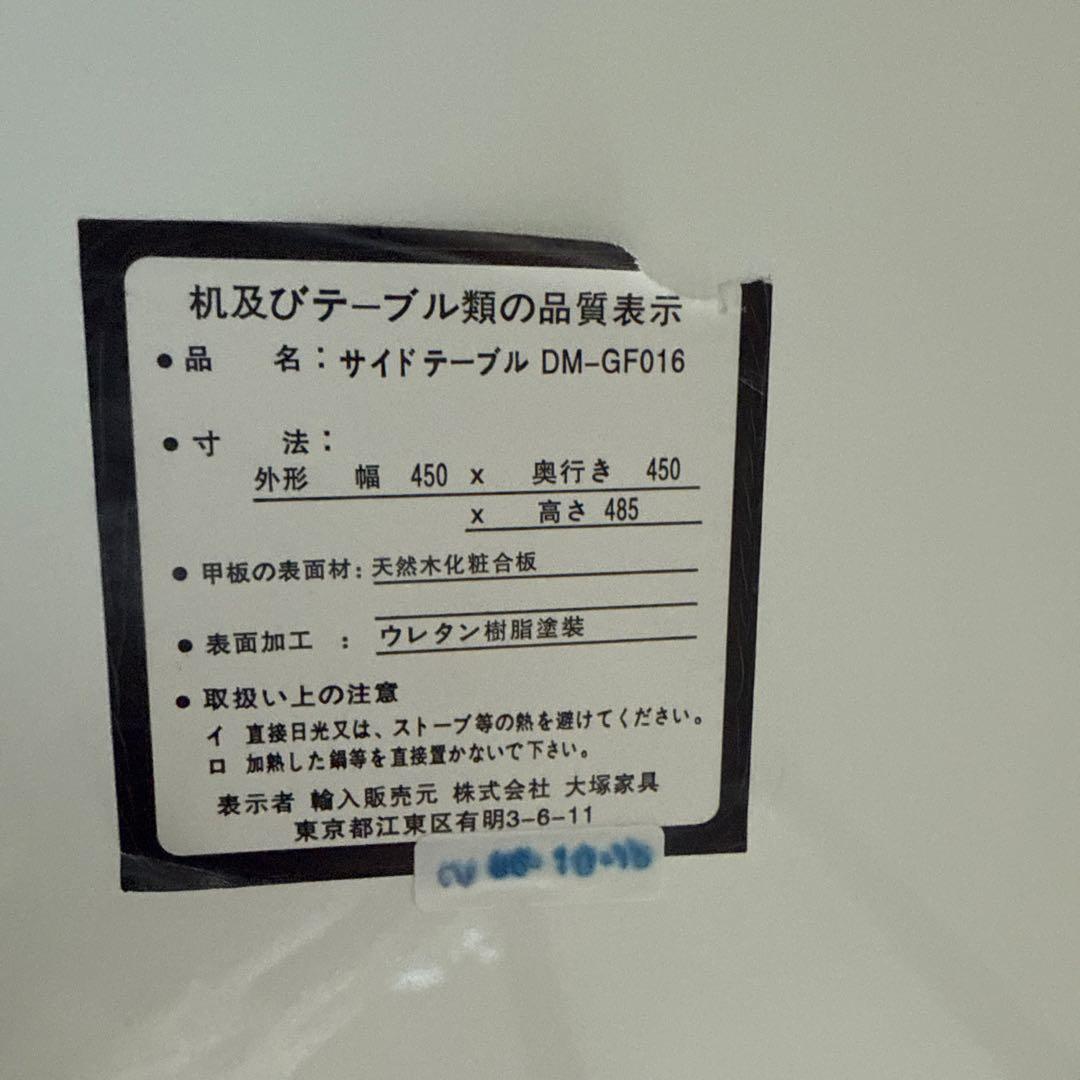 机及びテーブル類の品質表示
●品　　名：サイドテーブル DM-GF016
●寸　　法：
外形　幅　450　x　奥行き　450
x　高さ 485
●甲板の表面材：天然木化粧合板
●表面加工　：　ウレタン樹脂塗装
●取扱い上の注意
イ　直接日光又は、ストーブ等の熱を避けてください。
ロ　加熱した鍋等を直接置かないで下さい。
表示者 輸入販売元 株式会社 大塚家具
東京都江東区有明3-6-11